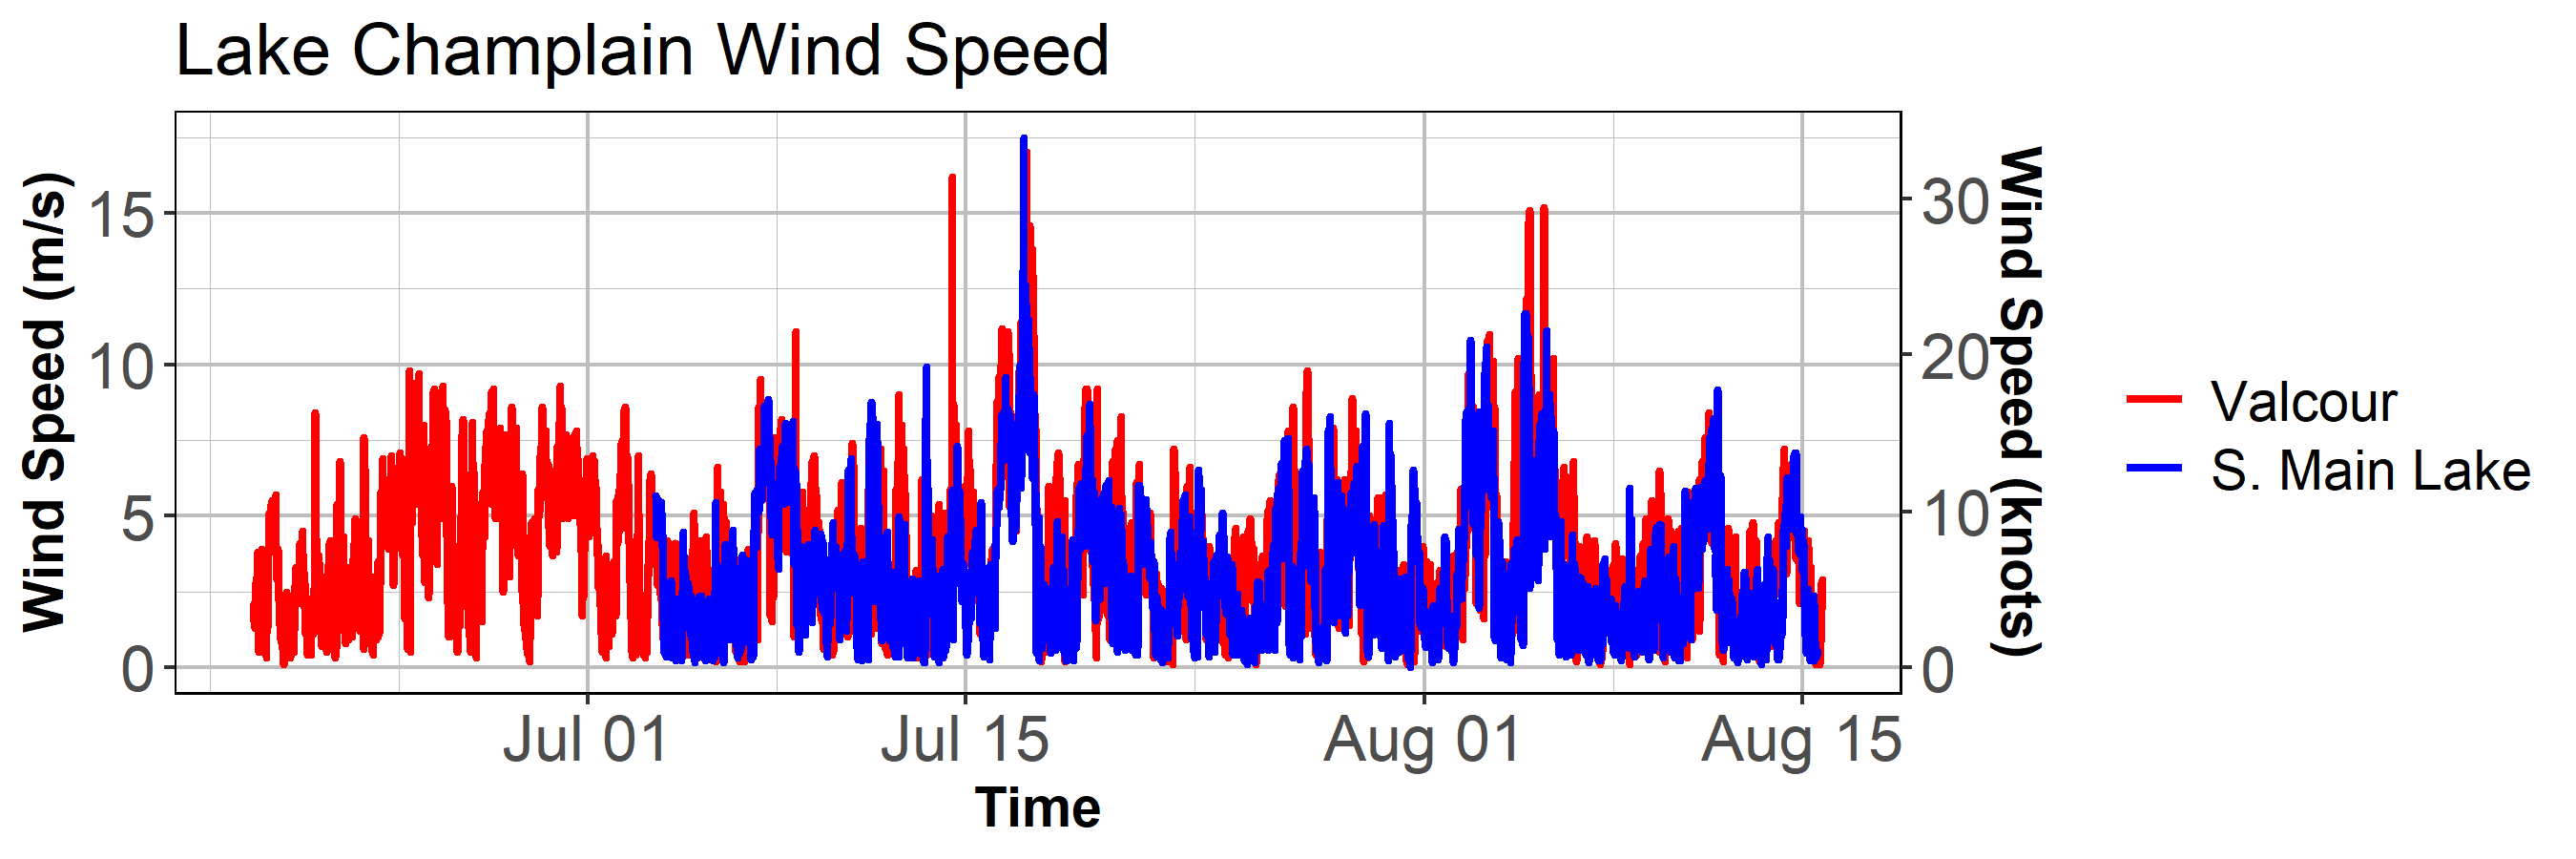 Lake Champlain Wind Speed
Wind Speed (m/s)
15
10
5
0
30
20
10
0
Wind Speed (knots)
Jul 01
Jul 15
Aug 01
Aug 15
Time
Valcour
S. Main Lake